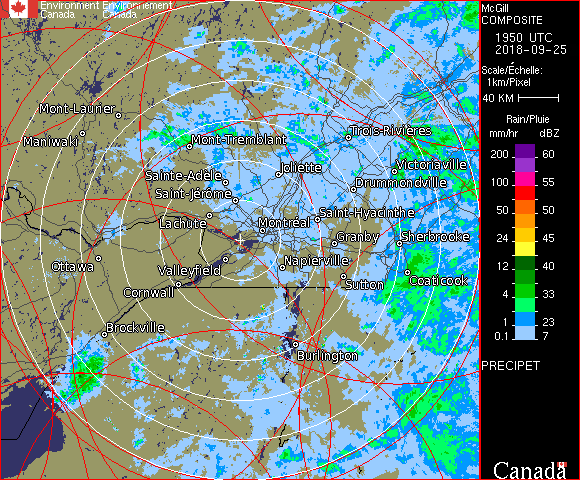 Environment Environnement
Canada Canada
McGill
COMPOSITE
1950 UTC
2018-09-25
Scale/Échelle:
1km/Pixel
40 KM
Rain/Pluie
mm/hr dBZ
200 60
100 55
50 50
24 45
12 40
4 33
1 23
0.1 7
PRECIPET
Mont-Laurier
Maniwaki
Mont-Tremblant
Trois-Rivières
Joliette
Victoriaville
Sainte-Adèle
Drummondville
Saint-Jérôme
Saint-Hyacinthe
Lachute
Montréal
Granby
Sherbrooke
Ottawa
Valleyfield
Napierville
Coaticook
Sutton
Cornwall
Brockville
Burlington
Canada